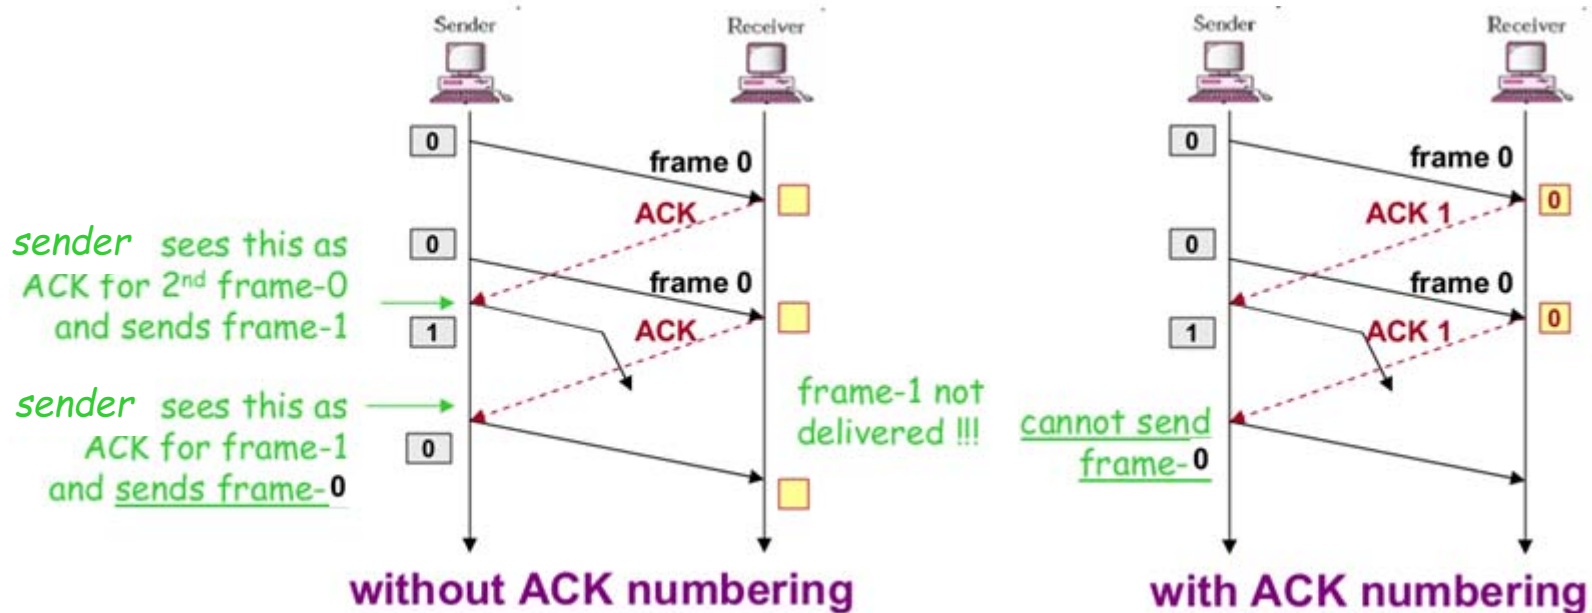 Sender
Receiver
0
frame 0
ACK
0
sender sees this as
ACK for 2nd frame-0
and sends frame-1
frame 0
1
ACK
sender sees this as
ACK for frame-1
and sends frame-0
0
frame-1 not
delivered !!!
without ACK numbering
Sender
Receiver
0
frame 0
0
ACK 1
0
frame 0
0
1
ACK 1
cannot send
frame-0
with ACK numbering